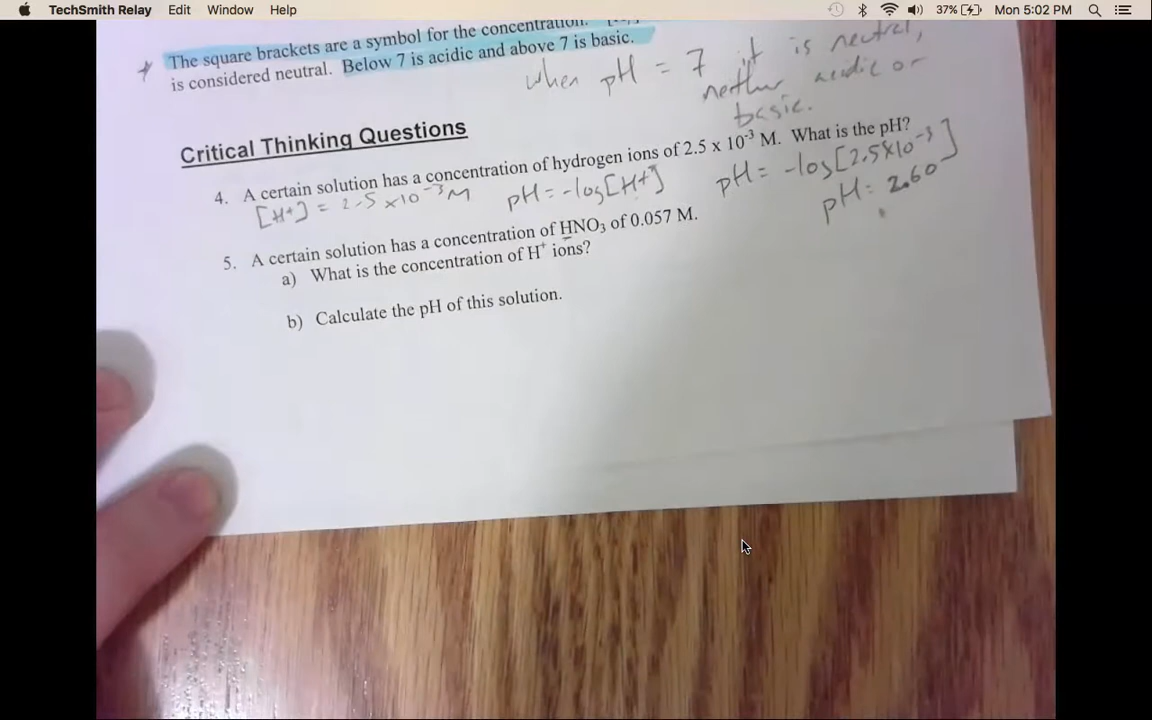 TechSmith Relay Edit Window Help 37% Mon 5:02 PM
The square brackets are a symbol for the concentration.
is considered neutral. Below 7 is acidic and above 7 is basic.
when pH = 7 it is neutral,
neither acidic or
basic.
Critical Thinking Questions
4. A certain solution has a concentration of hydrogen ions of 2.5 x 10⁻³ M. What is the pH?
[H+] = 2.5 x10⁻³ M pH = -log[H+] pH = -log[2.5x10⁻³]
pH = 2.60
5. A certain solution has a concentration of HNO₃ of 0.057 M.
a) What is the concentration of H⁺ ions?
b) Calculate the pH of this solution.